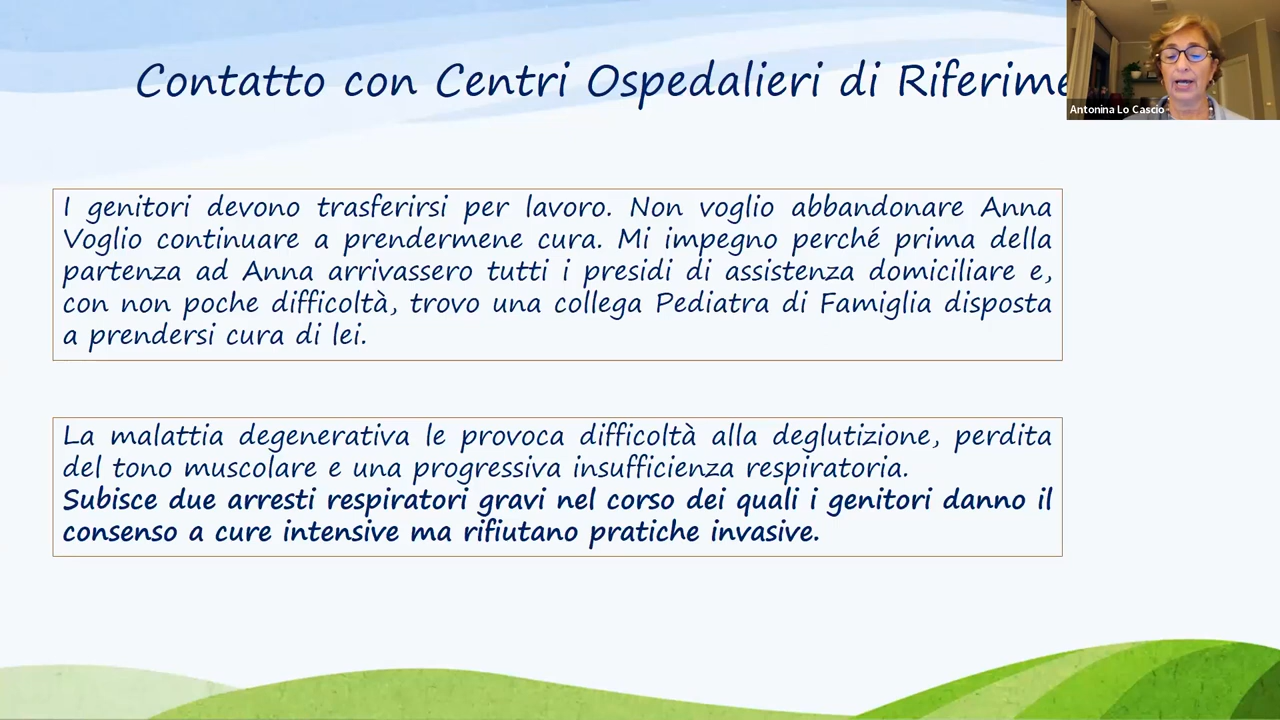 Contatto con Centri Ospedalieri di Riferime
Antonina Lo Cascio
I genitori devono trasferirsi per lavoro. Non voglio abbandonare Anna
Voglio continuare a prendermene cura. Mi impegno perché prima della
partenza ad Anna arrivassero tutti i presidi di assistenza domiciliare e,
con non poche difficoltà, trovo una collega Pediatra di Famiglia disposta
a prendersi cura di lei.
La malattia degenerativa le provoca difficoltà alla deglutizione, perdita
del tono muscolare e una progressiva insufficienza respiratoria.
Subisce due arresti respiratori gravi nel corso dei quali i genitori danno il
consenso a cure intensive ma rifiutano pratiche invasive.